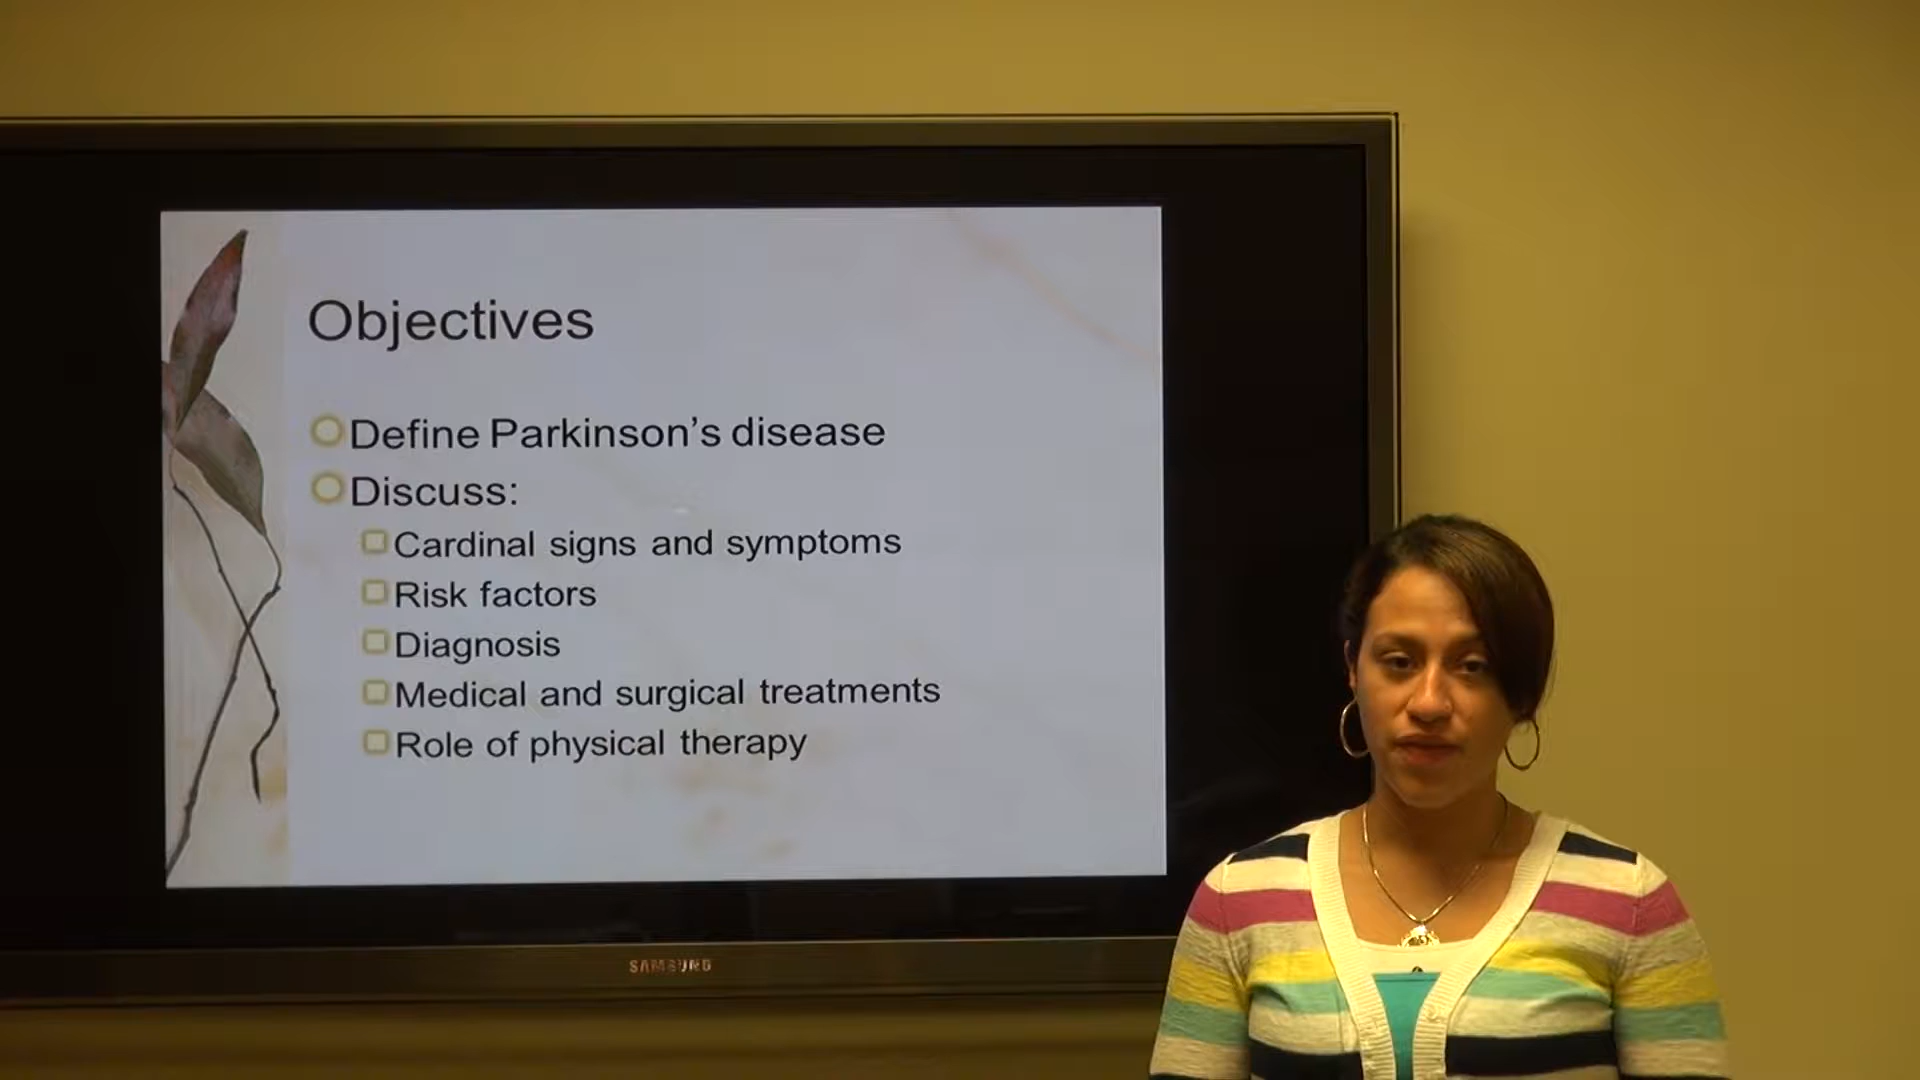 Objectives
Define Parkinson's disease
Discuss:
Cardinal signs and symptoms
Risk factors
Diagnosis
Medical and surgical treatments
Role of physical therapy
SAMSUNG